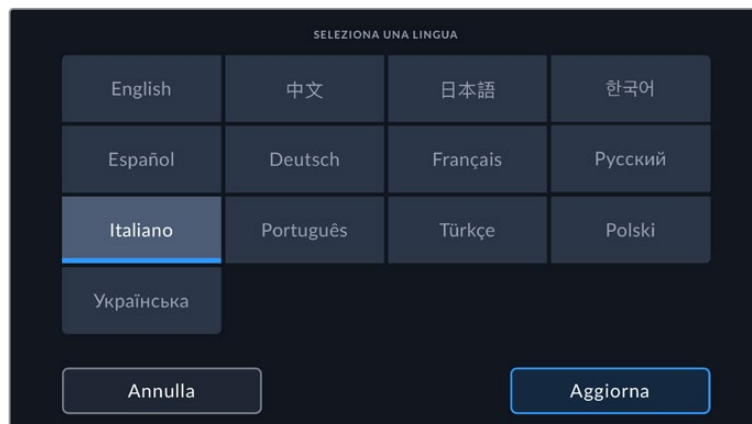 SELEZIONA UNA LINGUA
English 中文 日本語 한국어
Español Deutsch Français Русский
Italiano Português Türkçe Polski
Українська
Annulla Aggiorna